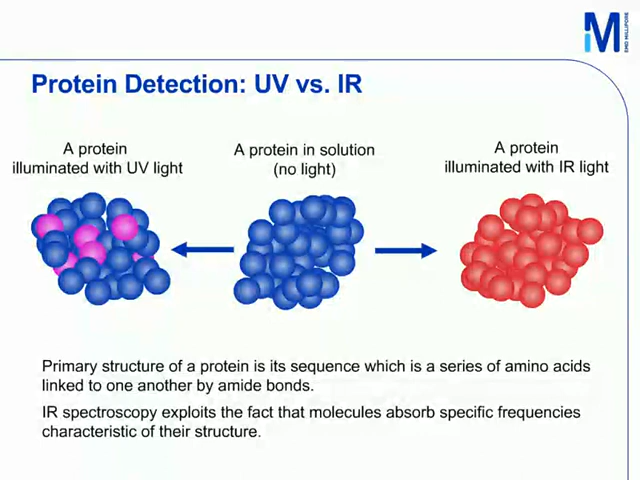 M
EMD MILLIPORE
Protein Detection: UV vs. IR
A protein
illuminated with UV light
A protein in solution
(no light)
A protein
illuminated with IR light
Primary structure of a protein is its sequence which is a series of amino acids
linked to one another by amide bonds.
IR spectroscopy exploits the fact that molecules absorb specific frequencies
characteristic of their structure.